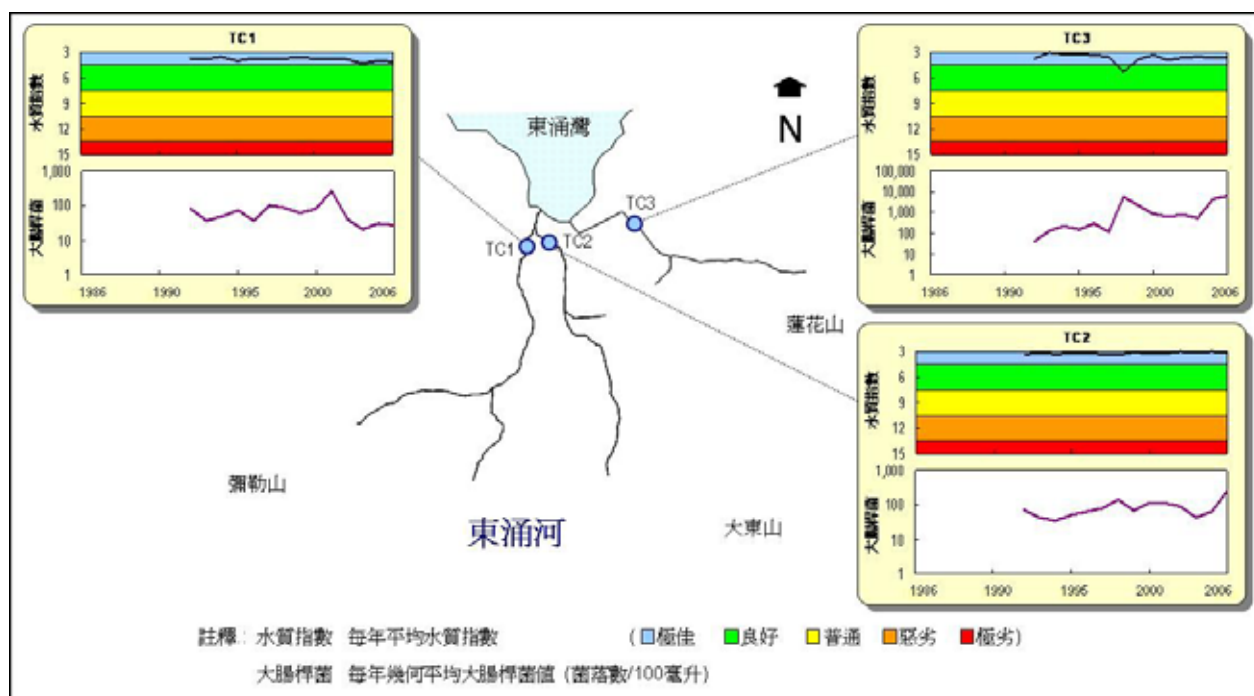 TC1
水質指數
3
6
9
12
15
大腸桿菌
1,000
100
10
1
1986 1990 1995 2000 2006
東涌灣
N
TC1
TC2
TC3
蓮花山
彌勒山
東涌河
大東山
TC3
水質指數
3
6
9
12
15
大腸桿菌
100,000
10,000
1,000
100
10
1
1986 1990 1995 2000 2006
TC2
水質指數
3
6
9
12
15
大腸桿菌
1,000
100
10
1
1986 1990 1995 2000 2006
註釋: 水質指數 每年平均水質指數 (極佳 良好 普通 惡劣 極劣)
大腸桿菌 每年幾何平均大腸桿菌值 (菌落數/100毫升)